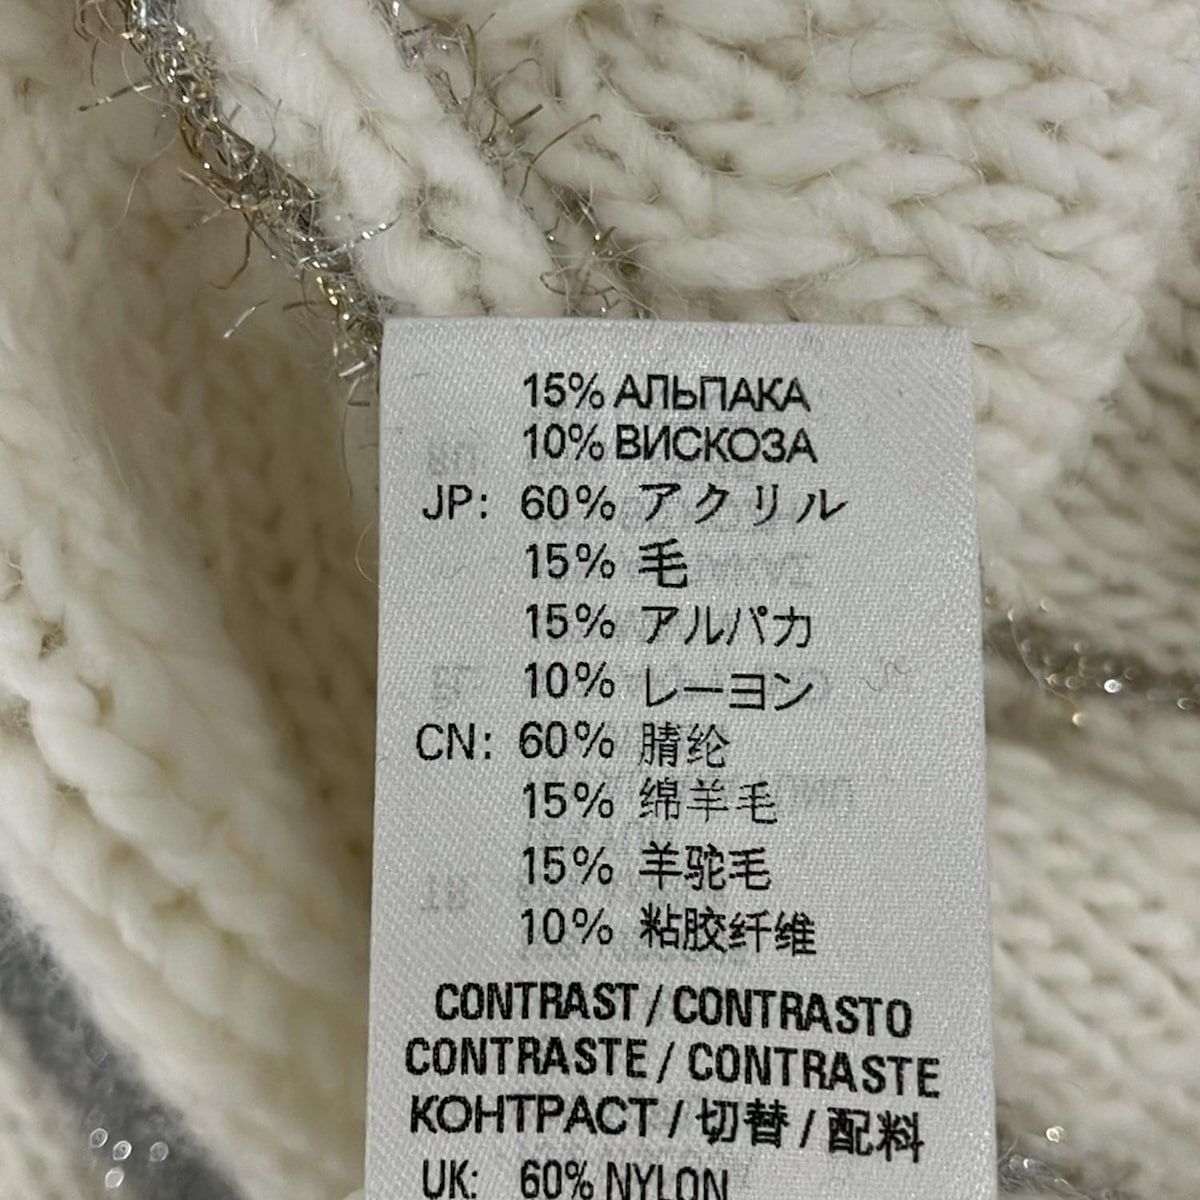 15% АЛЬПАКА
10% ВИСКОЗА
JP: 60% アクリル
15% 毛
15% アルパカ
10% レーヨン
CN: 60% 腈纶
15% 绵羊毛
15% 羊驼毛
10% 粘胶纤维
CONTRAST / CONTRASTO
CONTRASTE / CONTRASTE
КОНТРАСТ / 切替 / 配料
UK: 60% NYLON